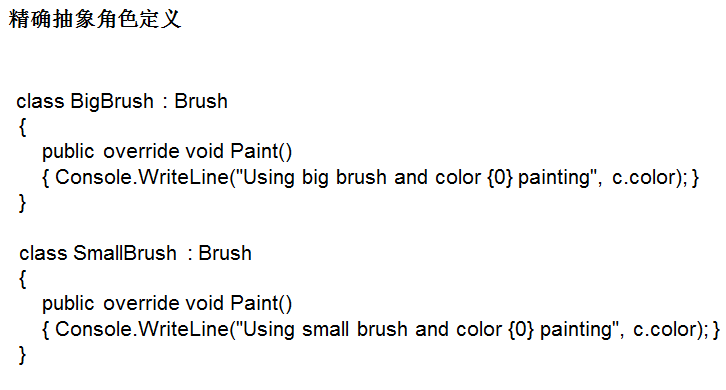 精确抽象角色定义
class BigBrush : Brush
{
public override void Paint()
{ Console.WriteLine("Using big brush and color {0} painting", c.color); }
}
class SmallBrush : Brush
{
public override void Paint()
{ Console.WriteLine("Using small brush and color {0} painting", c.color); }
}